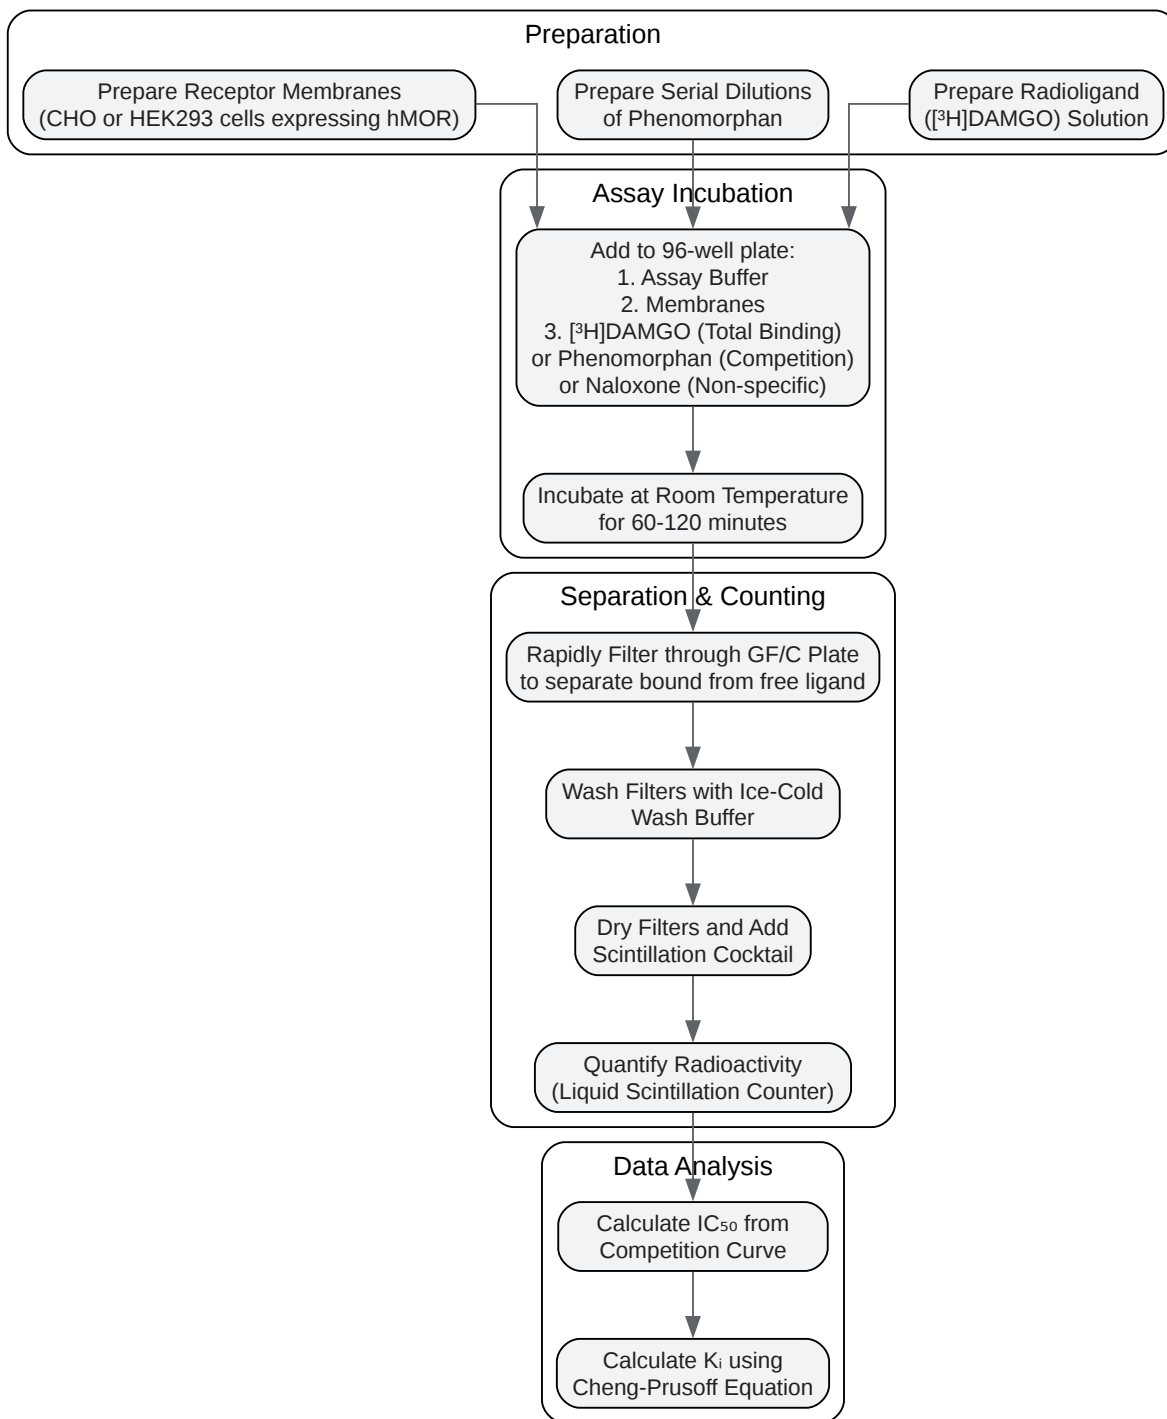 Preparation
Prepare Receptor Membranes
(CHO or HEK293 cells expressing hMOR)
Prepare Serial Dilutions
of Phenomorphan
Prepare Radioligand
([³H]DAMGO) Solution
Assay Incubation
Add to 96-well plate:
1. Assay Buffer
2. Membranes
3. [³H]DAMGO (Total Binding)
or Phenomorphan (Competition)
or Naloxone (Non-specific)
Incubate at Room Temperature
for 60-120 minutes
Separation & Counting
Rapidly Filter through GF/C Plate
to separate bound from free ligand
Wash Filters with Ice-Cold
Wash Buffer
Dry Filters and Add
Scintillation Cocktail
Quantify Radioactivity
(Liquid Scintillation Counter)
Data Analysis
Calculate IC₅₀ from
Competition Curve
Calculate Kᵢ using
Cheng-Prusoff Equation